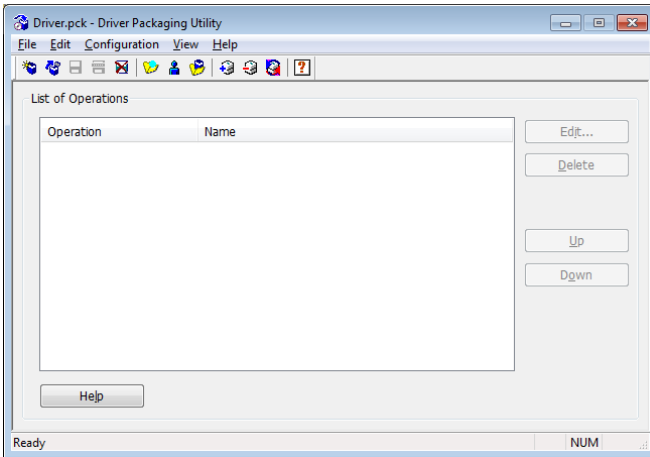 Driver.pck - Driver Packaging Utility
File Edit Configuration View Help
List of Operations
Operation Name
Edit...
Delete
Up
Down
Help
Ready NUM